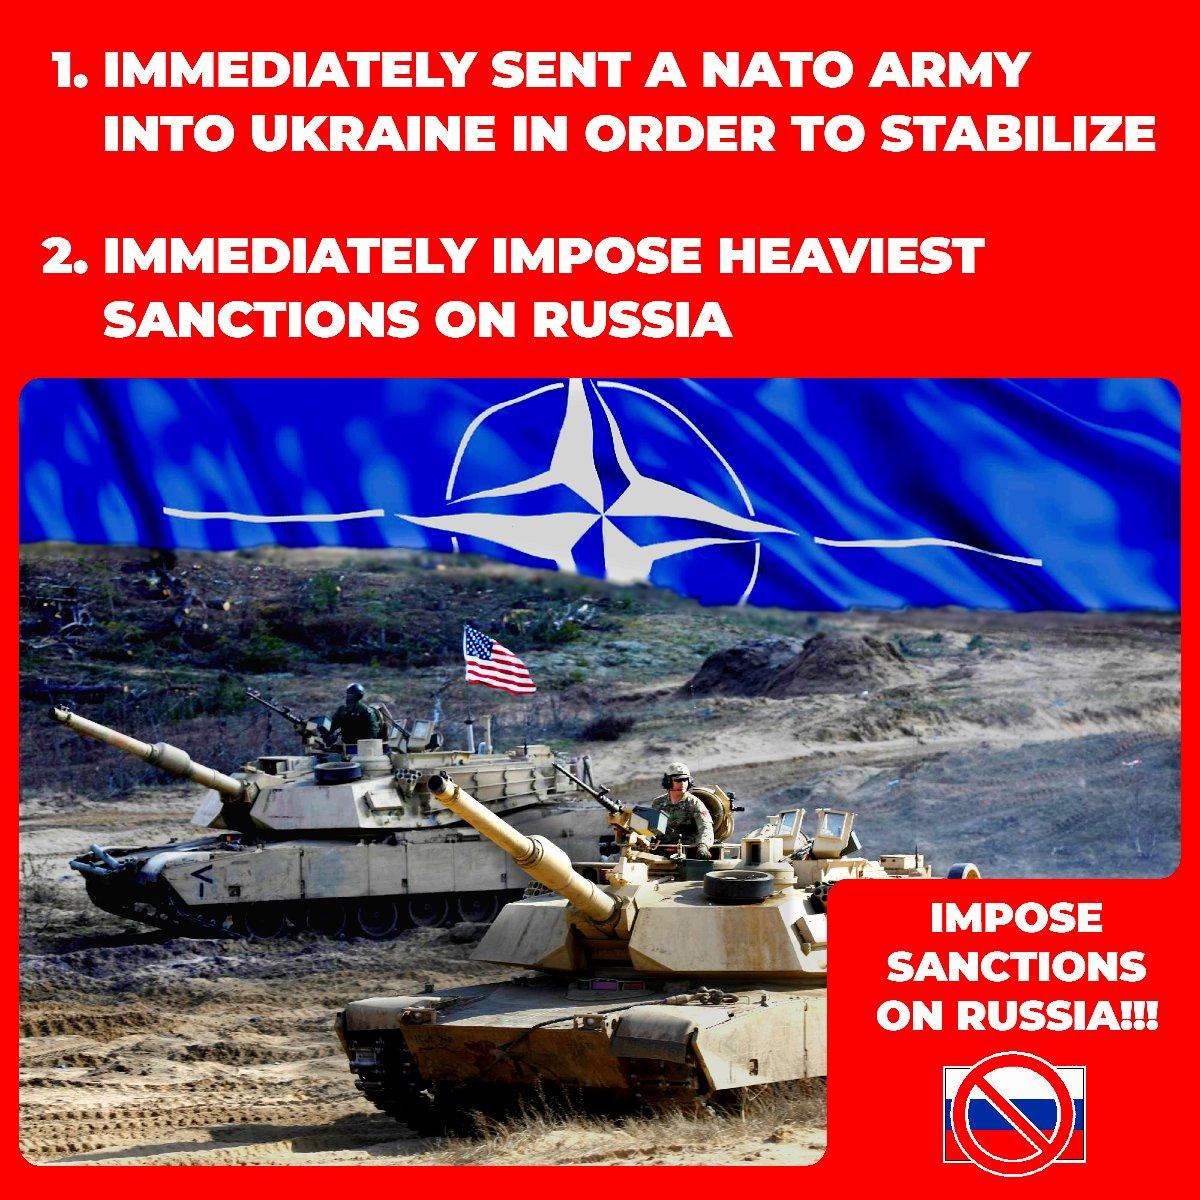 1. IMMEDIATELY SENT A NATO ARMY
INTO UKRAINE IN ORDER TO STABILIZE
2. IMMEDIATELY IMPOSE HEAVIEST
SANCTIONS ON RUSSIA
IMPOSE
SANCTIONS
ON RUSSIA!!!